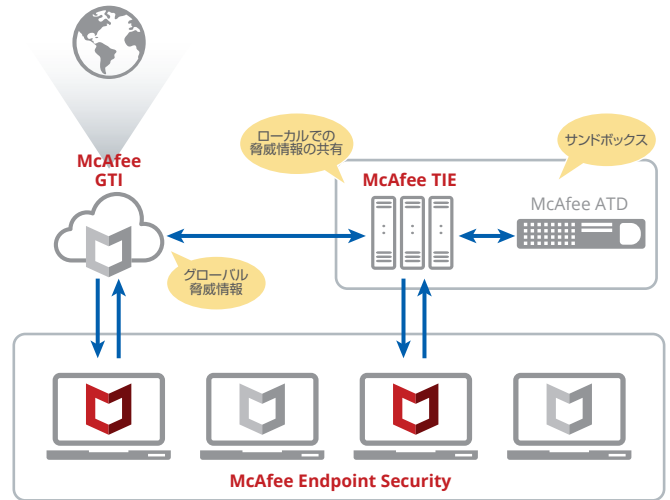 McAfee
GTI
ローカルでの
脅威情報の共有
サンドボックス
McAfee TIE
McAfee ATD
グローバル
脅威情報
McAfee Endpoint Security